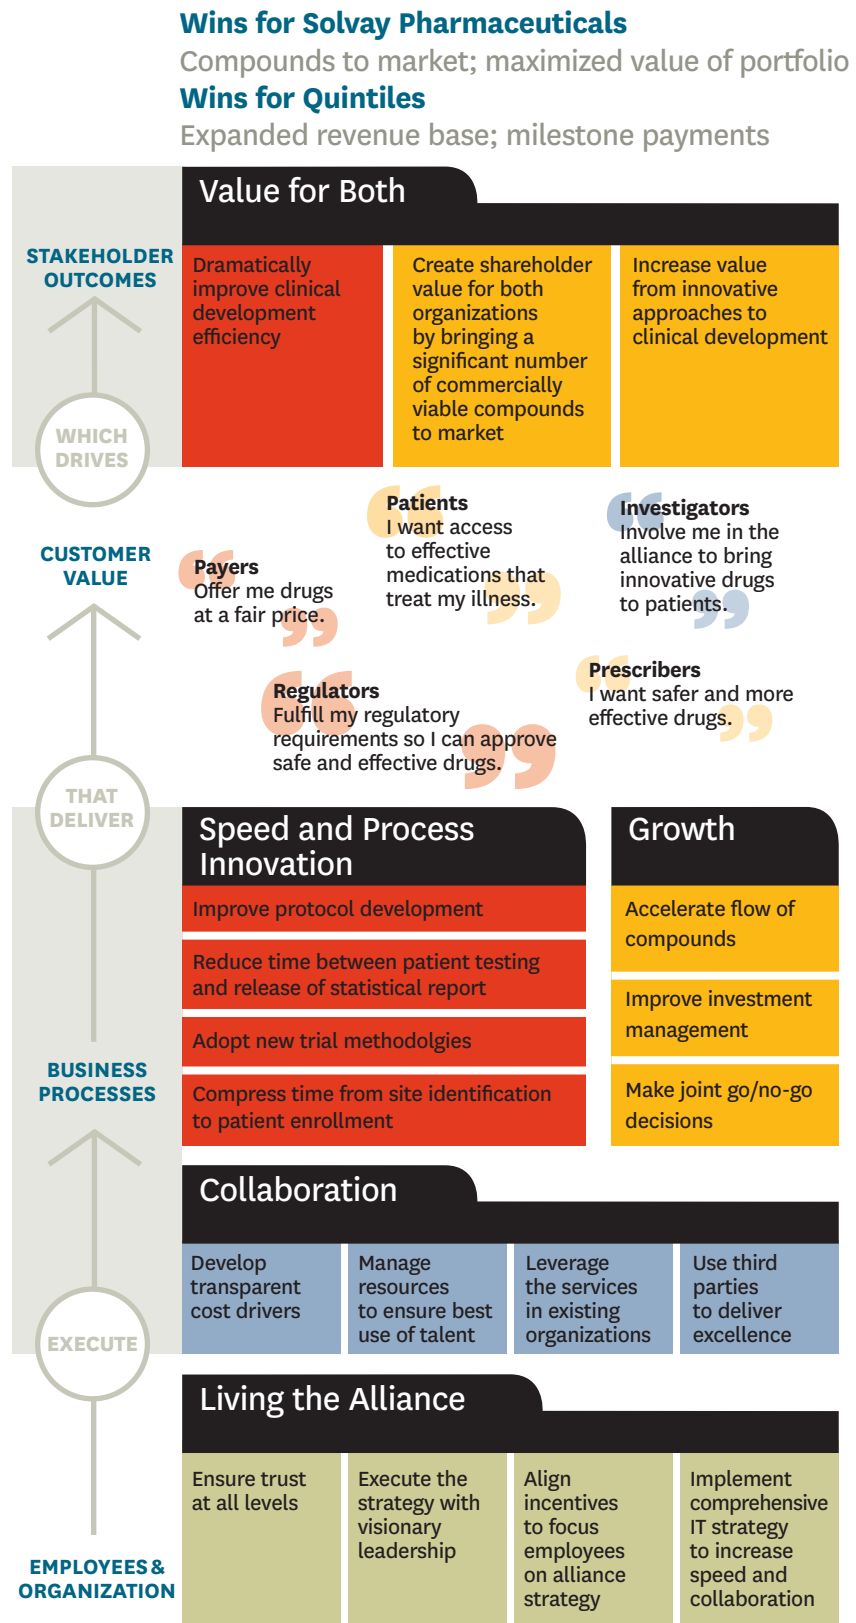 Wins for Solvay Pharmaceuticals
Compounds to market; maximized value of portfolio
Wins for Quintiles
Expanded revenue base; milestone payments
Value for Both
STAKEHOLDER
OUTCOMES
Dramatically
improve clinical
development
efficiency
Create shareholder
value for both
organizations
by bringing a
significant number
of commercially
viable compounds
to market
Increase value
from innovative
approaches to
clinical development
WHICH
DRIVES
CUSTOMER
VALUE
Payers
Offer me drugs
at a fair price.
Patients
I want access
to effective
medications that
treat my illness.
Investigators
Involve me in the
alliance to bring
innovative drugs
to patients.
Regulators
Fulfill my regulatory
requirements so I can approve
safe and effective drugs.
Prescribers
I want safer and more
effective drugs.
THAT
DELIVER
Speed and Process
Innovation
Improve protocol development
Reduce time between patient testing
and release of statistical report
Adopt new trial methodolgies
Compress time from site identification
to patient enrollment
Growth
Accelerate flow of
compounds
Improve investment
management
Make joint go/no-go
decisions
BUSINESS
PROCESSES
Collaboration
Develop
transparent
cost drivers
Manage
resources
to ensure best
use of talent
Leverage
the services
in existing
organizations
Use third
parties
to deliver
excellence
EXECUTE
Living the Alliance
Ensure trust
at all levels
Execute the
strategy with
visionary
leadership
Align
incentives
to focus
employees
on alliance
strategy
Implement
comprehensive
IT strategy
to increase
speed and
collaboration
EMPLOYEES &
ORGANIZATION